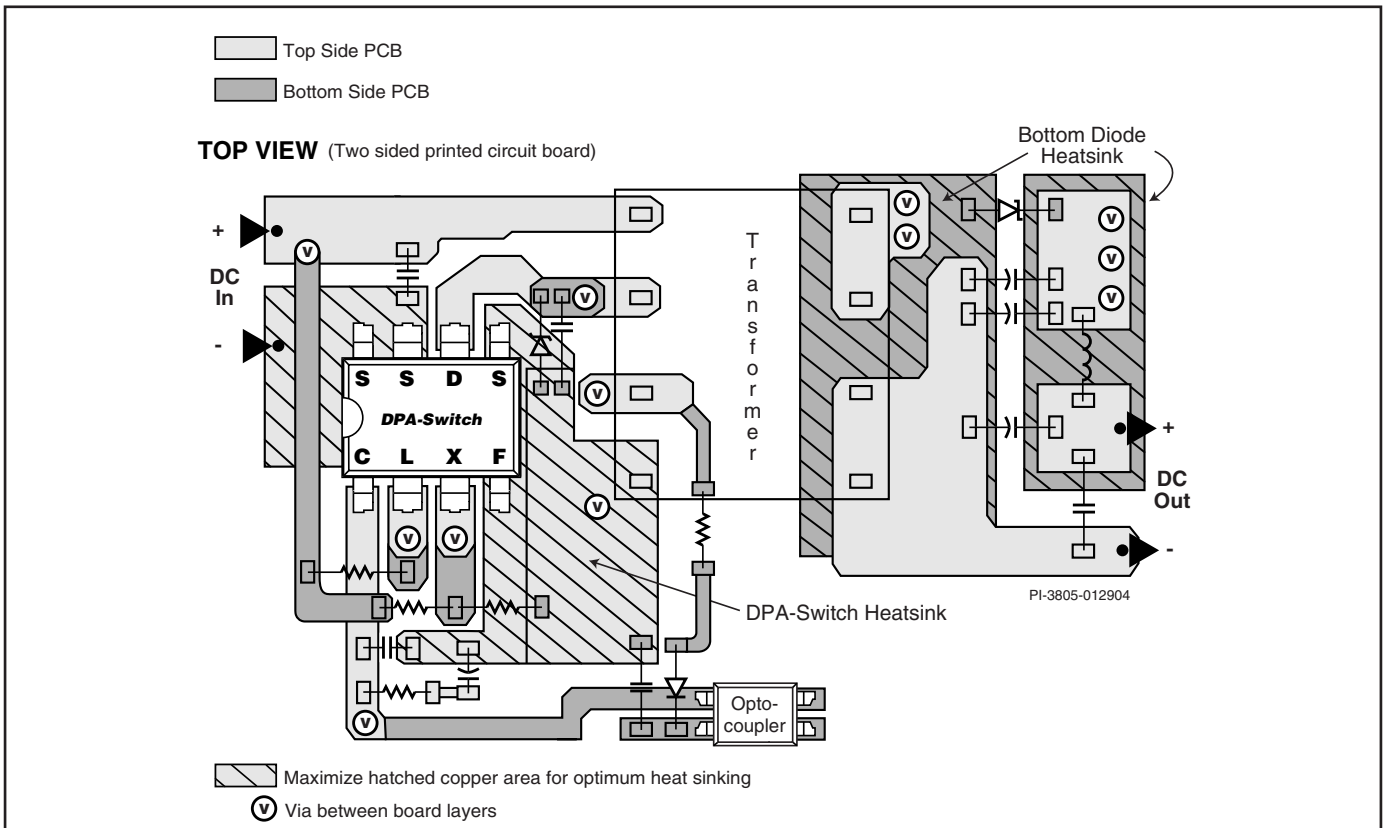 Top Side PCB
Bottom Side PCB
TOP VIEW (Two sided printed circuit board)
Bottom Diode
Heatsink
+
DC
In
-
V
V
V
V
V
V
V
V
V
V
V
V
S S D S
DPA-Switch
C L X F
Transformer
+
DC
Out
-
PI-3805-012904
DPA-Switch Heatsink
Opto-
coupler
Maximize hatched copper area for optimum heat sinking
V Via between board layers